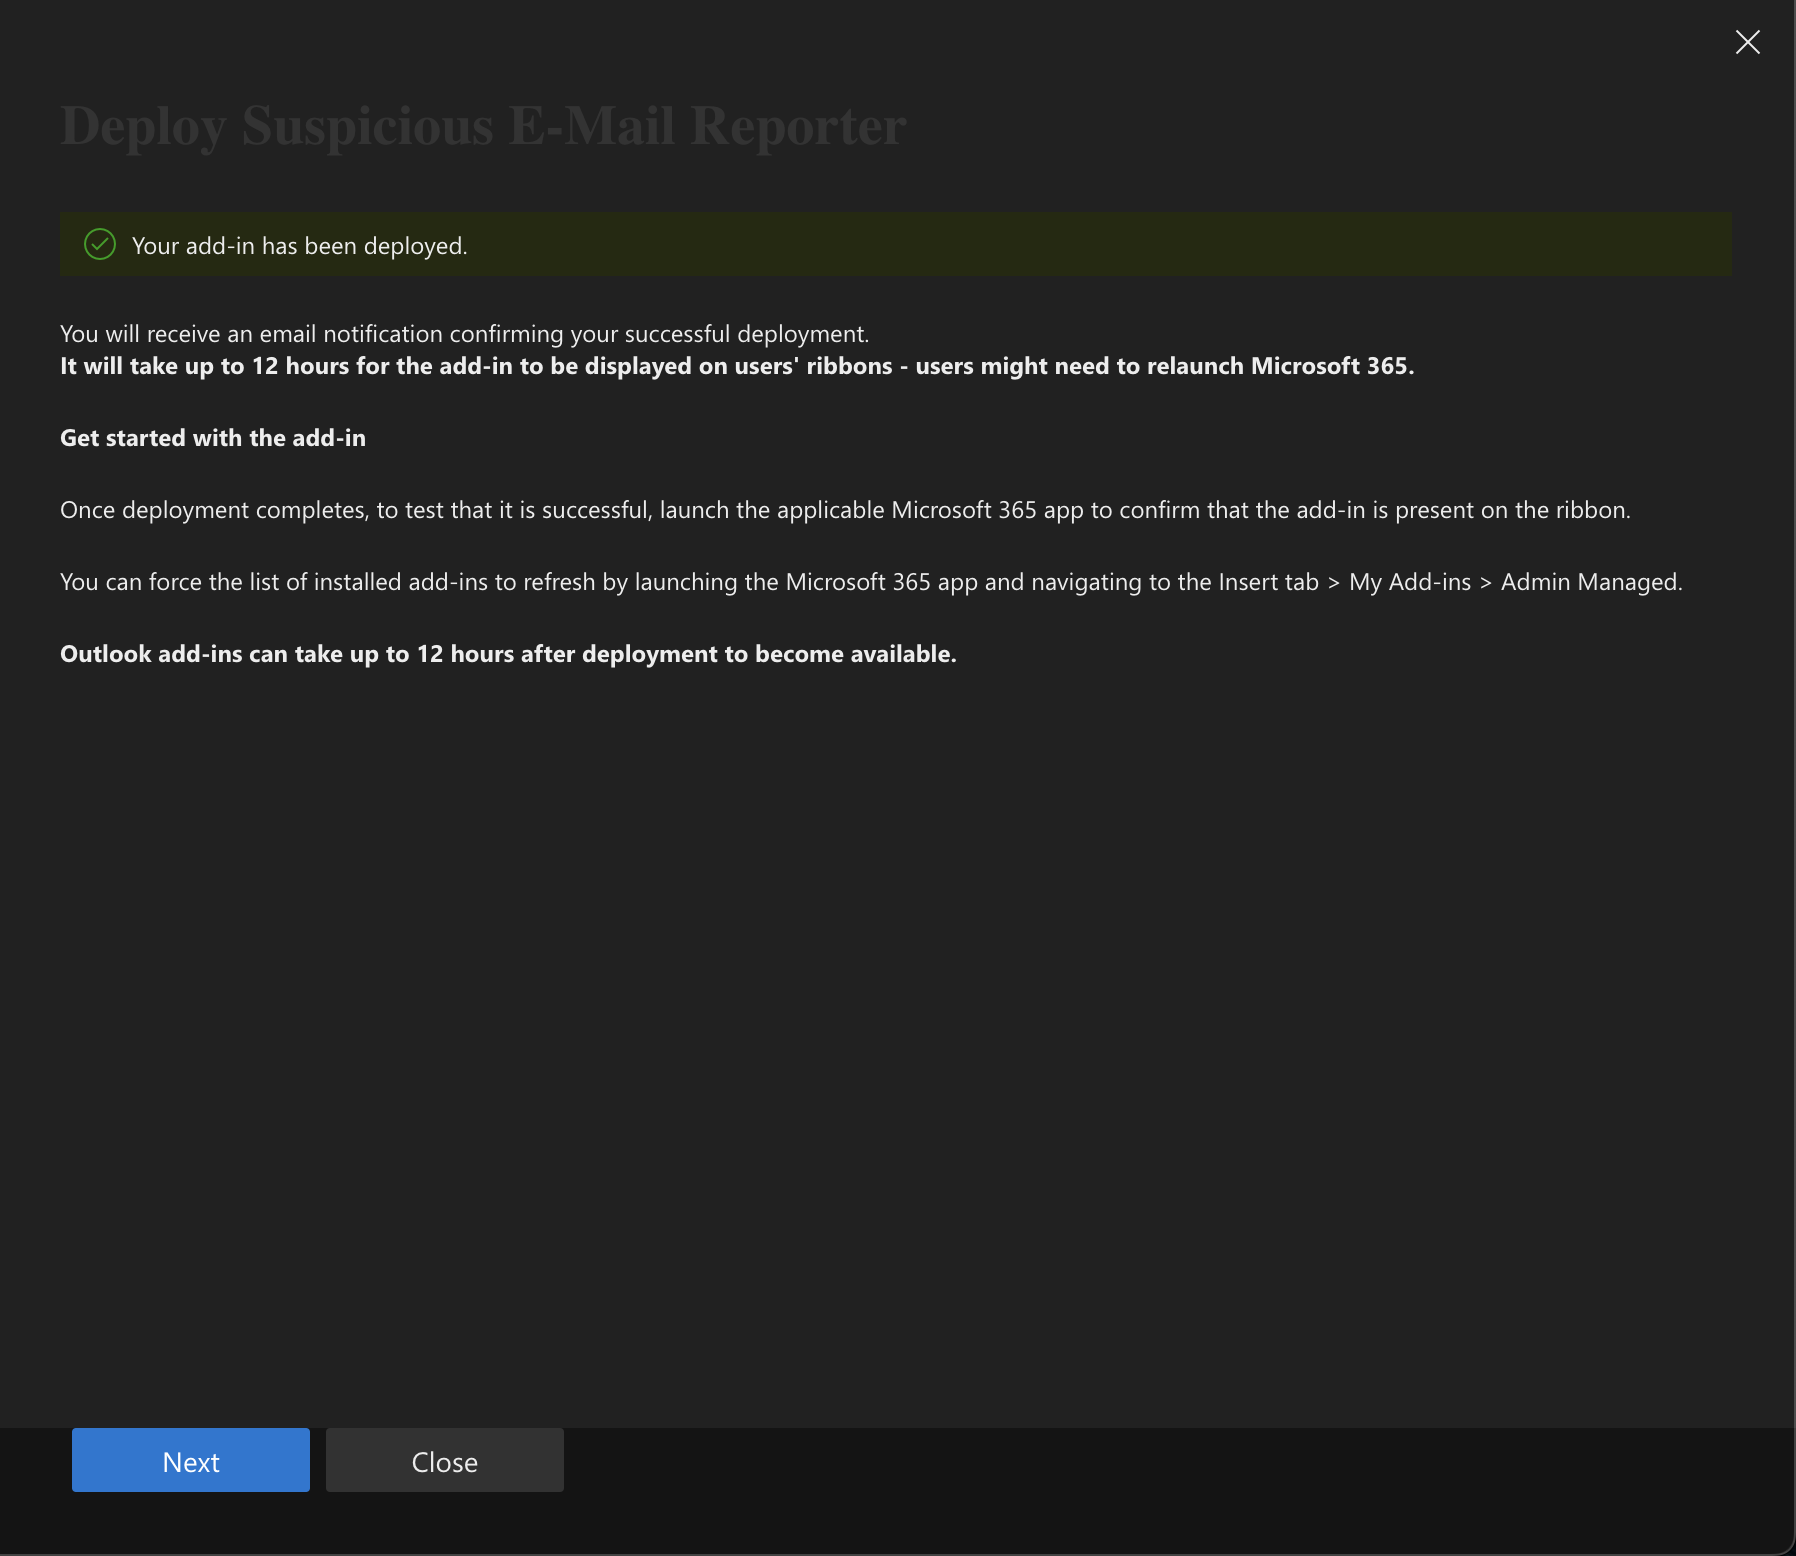 Deploy Suspicious E-Mail Reporter
Your add-in has been deployed.
You will receive an email notification confirming your successful deployment.
It will take up to 12 hours for the add-in to be displayed on users' ribbons - users might need to relaunch Microsoft 365.
Get started with the add-in
Once deployment completes, to test that it is successful, launch the applicable Microsoft 365 app to confirm that the add-in is present on the ribbon.
You can force the list of installed add-ins to refresh by launching the Microsoft 365 app and navigating to the Insert tab > My Add-ins > Admin Managed.
Outlook add-ins can take up to 12 hours after deployment to become available.
Next
Close